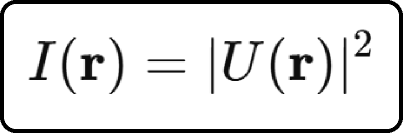 I(𝐫) = |U(𝐫)|²